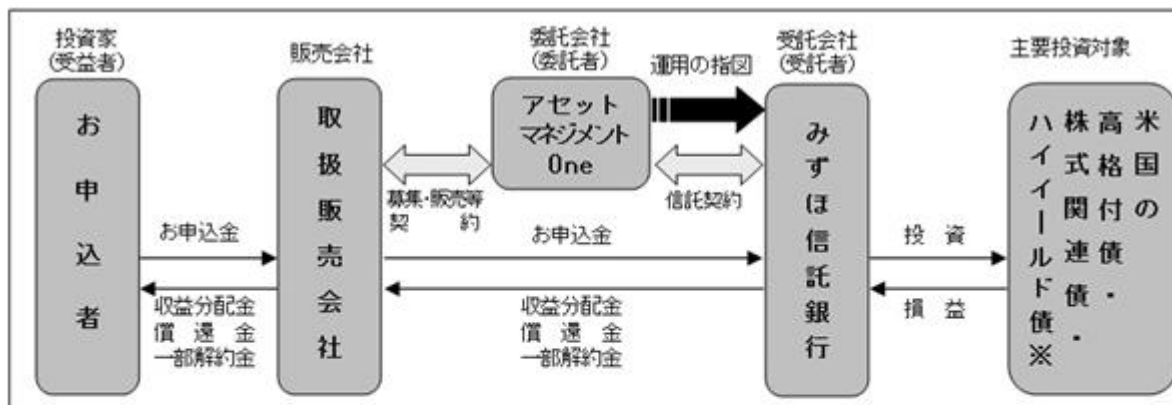 投資家
(受益者)
お申込者
お申込金
収益分配金
償還金
一部解約金
販売会社
取扱販売会社
募集・販売等
契約
委託会社
(委託者)
アセット
マネジメント
One
運用の指図
信託契約
お申込金
収益分配金
償還金
一部解約金
受託会社
(受託者)
みずほ信託銀行
投資
損益
主要投資対象
米国の
高格付債・
株式関連債・
ハイイールド債※